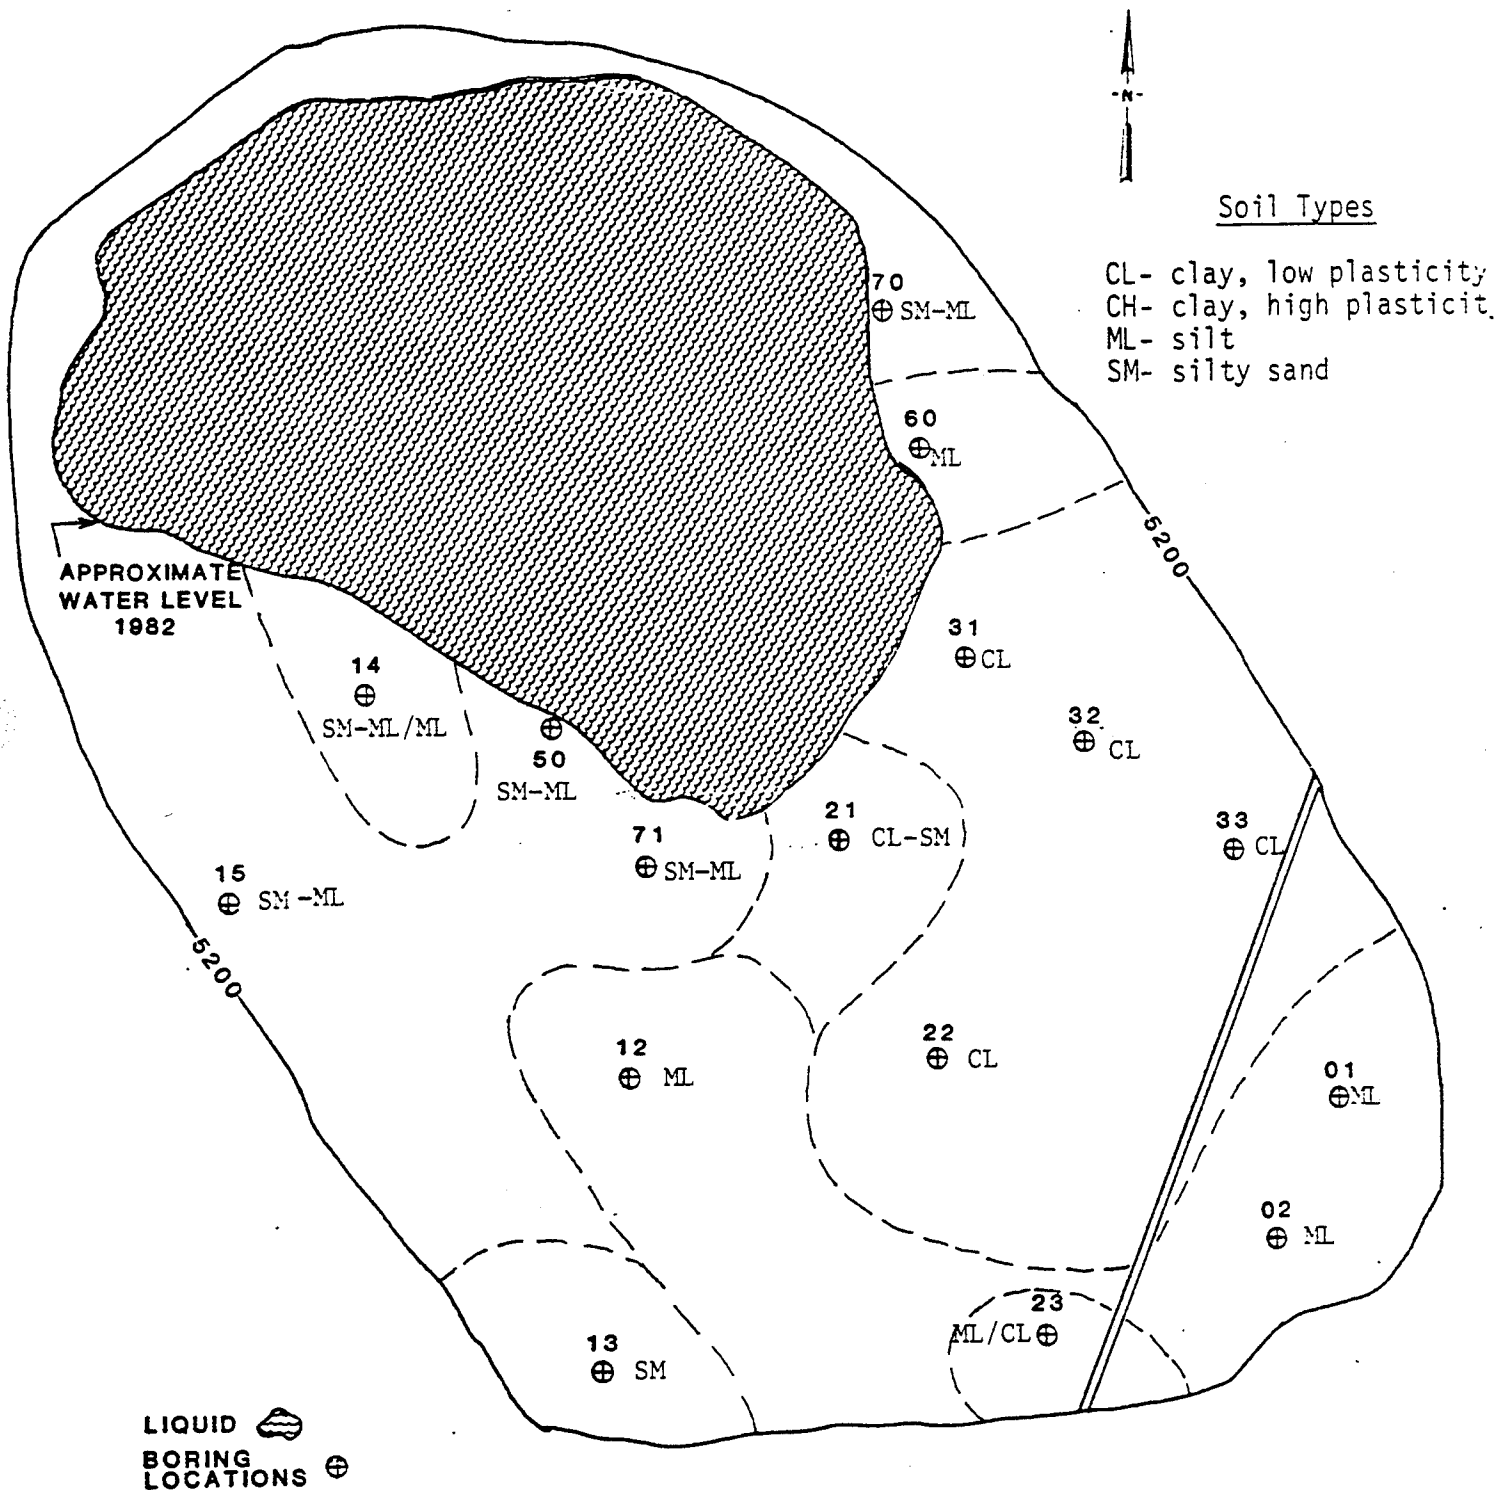 -N-
Soil Types
CL- clay, low plasticity
CH- clay, high plasticit
ML- silt
SM- silty sand
70
SM-ML
60
ML
5200
APPROXIMATE
WATER LEVEL
1982
31
CL
14
SM-ML/ML
32
CL
50
SM-ML
21
CL-SM
33
CL
71
SM-ML
15
SM-ML
5200
12
ML
22
CL
01
ML
02
ML
23
ML/CL
13
SM
LIQUID
BORING
LOCATIONS